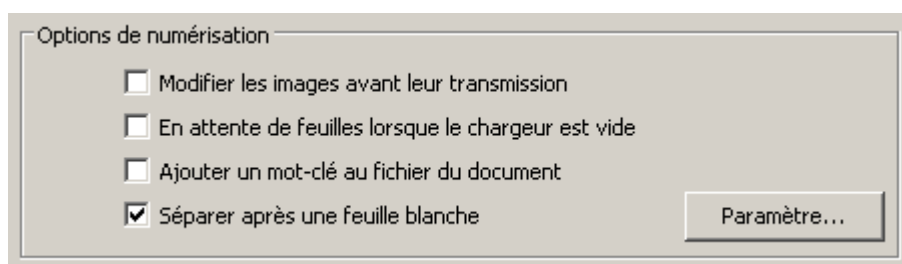 Options de numérisation
Modifier les images avant leur transmission
En attente de feuilles lorsque le chargeur est vide
Ajouter un mot-clé au fichier du document
Séparer après une feuille blanche
Paramètre...